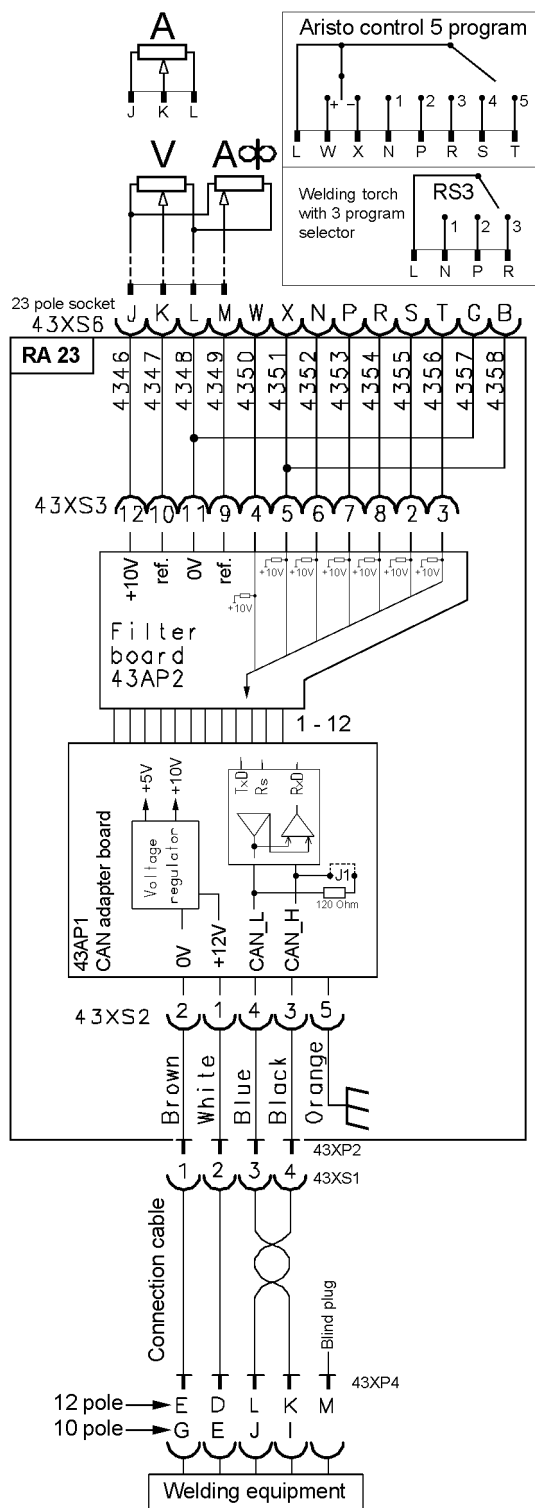 A
J K L
Aristo control 5 program
+ − 1 2 3 4 5
L W X N P R S T
V A
Welding torch
with 3 program
selector
RS3
1 2 3
L N P R
23 pole socket
43XS6
J K L M W X N P R S T G B
RA 23
4346 4347 4348 4349 4350 4351 4352 4353 4354 4355 4356 4357 4358
43XS3
12 10 11 9 4 5 6 7 8 2 3
+10V ref. 0V ref.
+10V +10V +10V +10V +10V +10V
+10V
Filter
board
43AP2
1 - 12
+5V +10V
TxD Rs RxD
Voltage
regulator
J1
120 Ohm
43AP1
CAN adapter board
0V +12V CAN_L CAN_H
43XS2
2 1 4 3 5
Brown White Blue Black Orange
43XP2
1 2 3 4
43XS1
Connection cable
Blind plug
43XP4
12 pole E D L K M
10 pole G E J I
Welding equipment